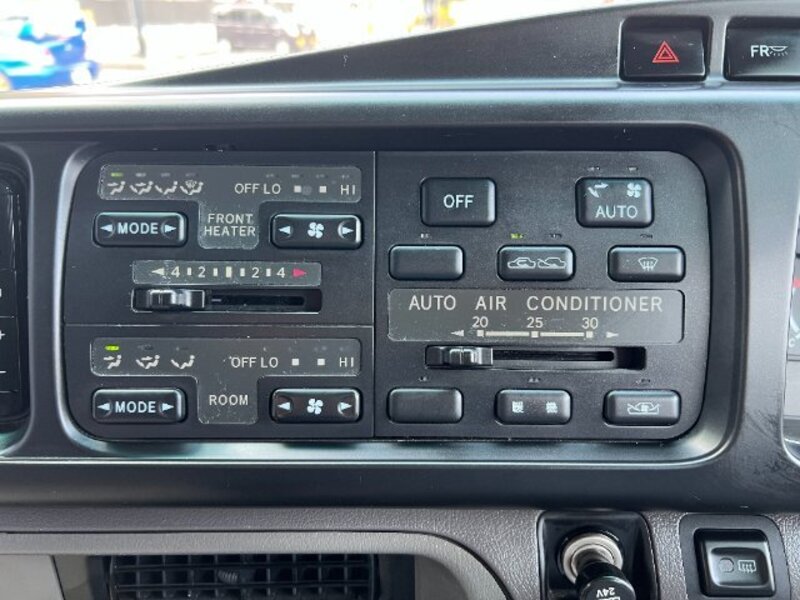 FR
OFF LO HI
MODE
FRONT
HEATER
4 2 2 4
OFF LO HI
MODE
ROOM
OFF
AUTO
AUTO AIR CONDITIONER
20 25 30
24V